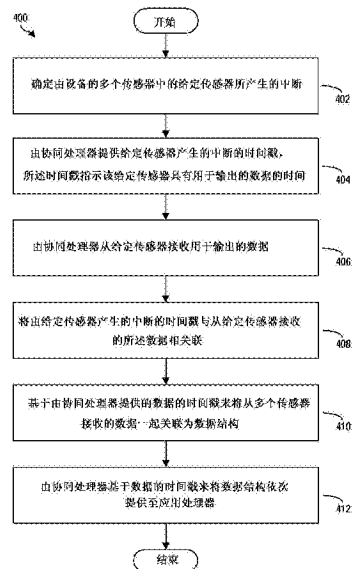 400
开始
确定由设备的多个传感器中的给定传感器所产生的中断
402
由协同处理器提供给定传感器产生的中断的时间戳，
所述时间戳指示该给定传感器具有用于输出的数据的时间
404
由协同处理器从给定传感器接收用于输出的数据
406
将由给定传感器产生的中断的时间戳与从给定传感器接收
的所述数据相关联
408
基于由协同处理器提供的数据的时间戳来将从多个传感器
接收的数据一起关联为数据结构
410
由协同处理器基于数据的时间戳来将数据结构依次
提供至应用处理器
412
结束